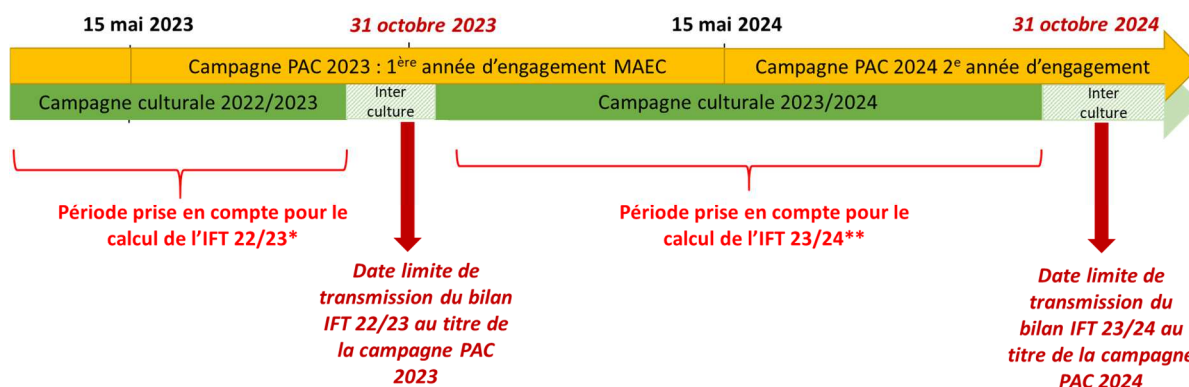 15 mai 2023
31 octobre 2023
15 mai 2024
31 octobre 2024
Campagne PAC 2023 : 1ère année d'engagement MAEC
Campagne PAC 2024 2e année d'engagement
Campagne culturale 2022/2023
Inter
culture
Campagne culturale 2023/2024
Inter
culture
Période prise en compte pour le
calcul de l'IFT 22/23*
Période prise en compte pour le
calcul de l'IFT 23/24**
Date limite de
transmission du bilan
IFT 22/23 au titre de
la campagne PAC
2023
Date limite de
transmission du
bilan IFT 23/24 au
titre de la campagne
PAC 2024